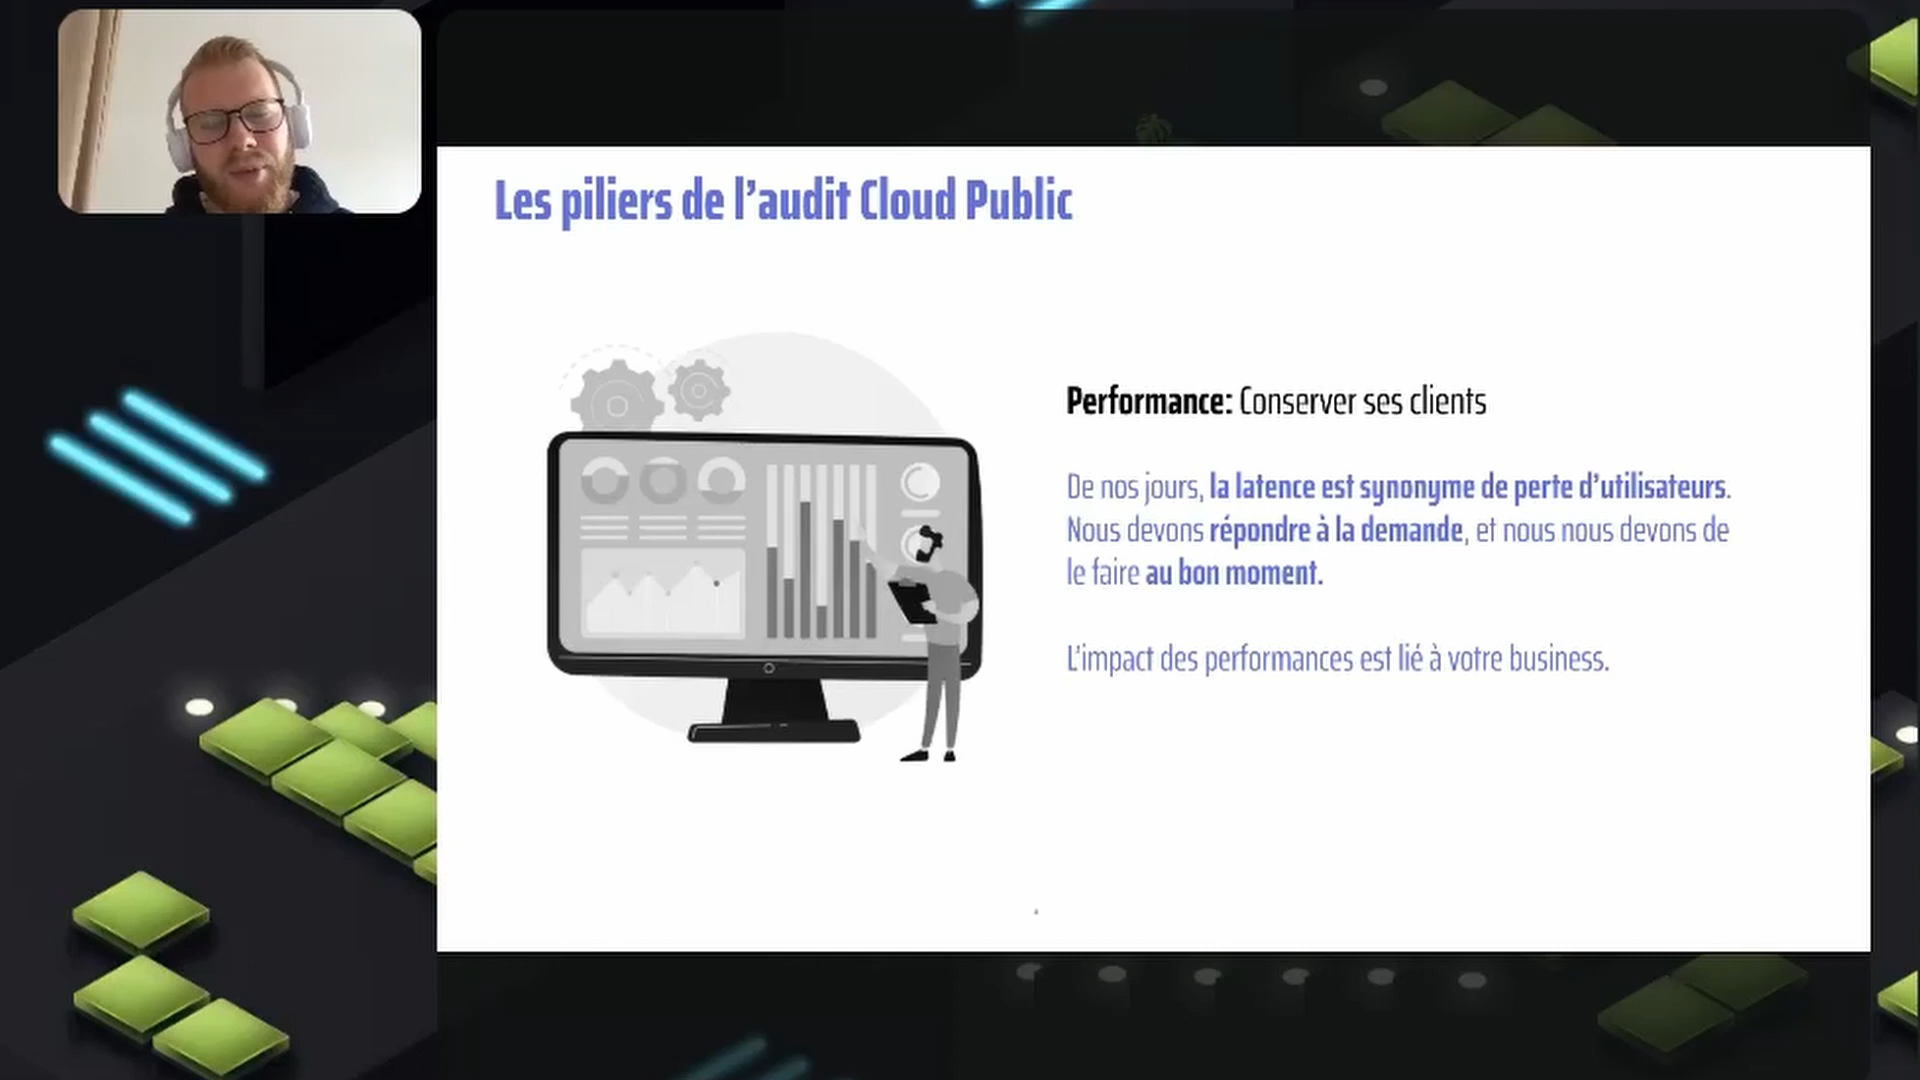 Les piliers de l’audit Cloud Public
Performance: Conserver ses clients
De nos jours, la latence est synonyme de perte d’utilisateurs.
Nous devons répondre à la demande, et nous nous devons de
le faire au bon moment.
L’impact des performances est lié à votre business.